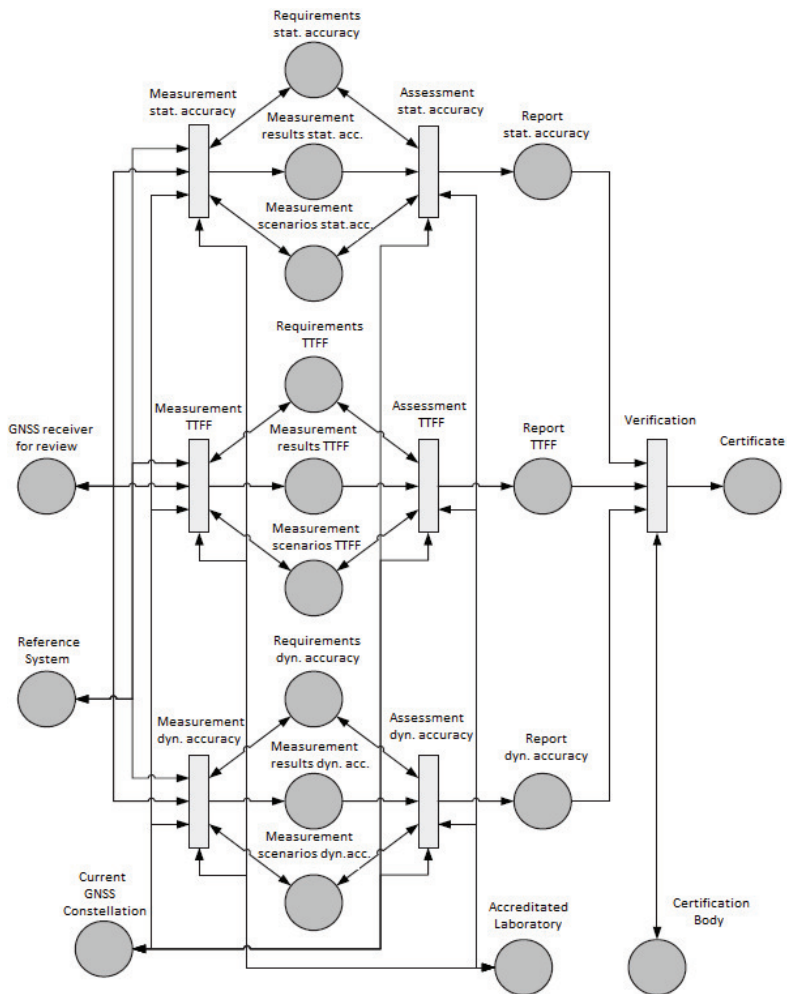 Requirements
stat. accuracy
Measurement
stat. accuracy
Assessment
stat. accuracy
Measurement
results stat. acc.
Report
stat. accuracy
Measurement
scenarios stat.acc.
Requirements
TTFF
Measurement
TTFF
Assessment
TTFF
GNSS receiver
for review
Measurement
results TTFF
Report
TTFF
Verification
Certificate
Measurement
scenarios TTFF
Reference
System
Requirements
dyn. accuracy
Measurement
dyn. accuracy
Assessment
dyn. accuracy
Measurement
results dyn. acc.
Report
dyn. accuracy
Measurement
scenarios dyn.acc.
Current
GNSS
Constellation
Accreditated
Laboratory
Certification
Body